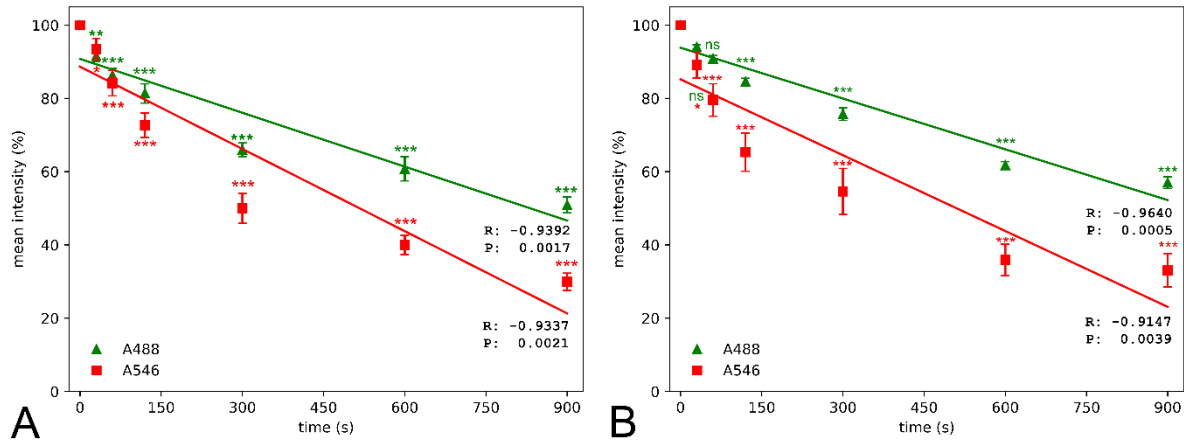 100
80
60
40
20
0
mean intensity (%)
**
*
***
***
***
***
***
***
***
***
***
***
R: -0.9392
P: 0.0017
R: -0.9337
P: 0.0021
A488
A546
0 150 300 450 600 750 900
time (s)
A
100
80
60
40
20
0
mean intensity (%)
ns
ns
***
*
***
***
***
***
***
***
***
***
R: -0.9640
P: 0.0005
R: -0.9147
P: 0.0039
A488
A546
0 150 300 450 600 750 900
time (s)
B